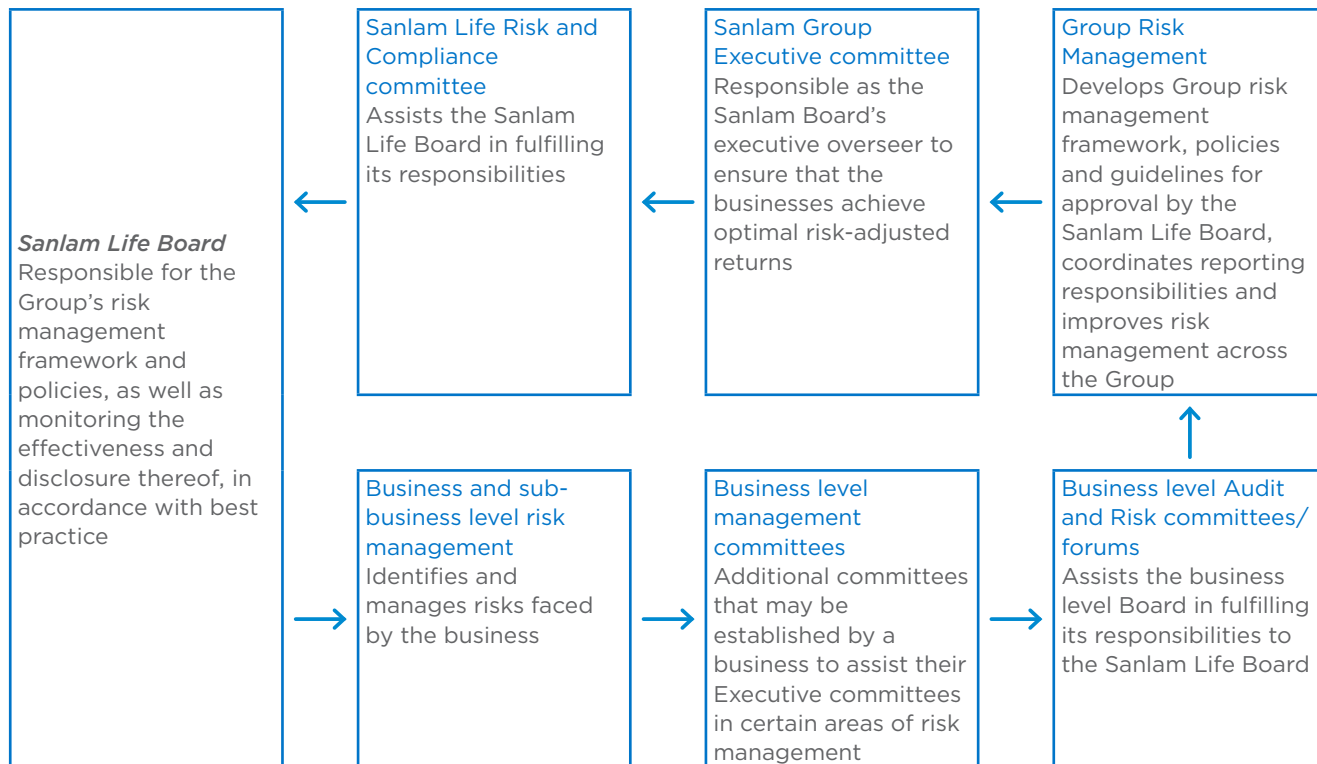 Sanlam Life Board
Responsible for the
Group's risk
management
framework and
policies, as well as
monitoring the
effectiveness and
disclosure thereof, in
accordance with best
practice
Sanlam Life Risk and
Compliance
committee
Assists the Sanlam
Life Board in fulfilling
its responsibilities
Sanlam Group
Executive committee
Responsible as the
Sanlam Board's
executive overseer to
ensure that the
businesses achieve
optimal risk-adjusted
returns
Group Risk
Management
Develops Group risk
management
framework, policies
and guidelines for
approval by the
Sanlam Life Board,
coordinates reporting
responsibilities and
improves risk
management across
the Group
Business and sub-
business level risk
management
Identifies and
manages risks faced
by the business
Business level
management
committees
Additional committees
that may be
established by a
business to assist their
Executive committees
in certain areas of risk
management
Business level Audit
and Risk committees/
forums
Assists the business
level Board in fulfilling
its responsibilities to
the Sanlam Life Board